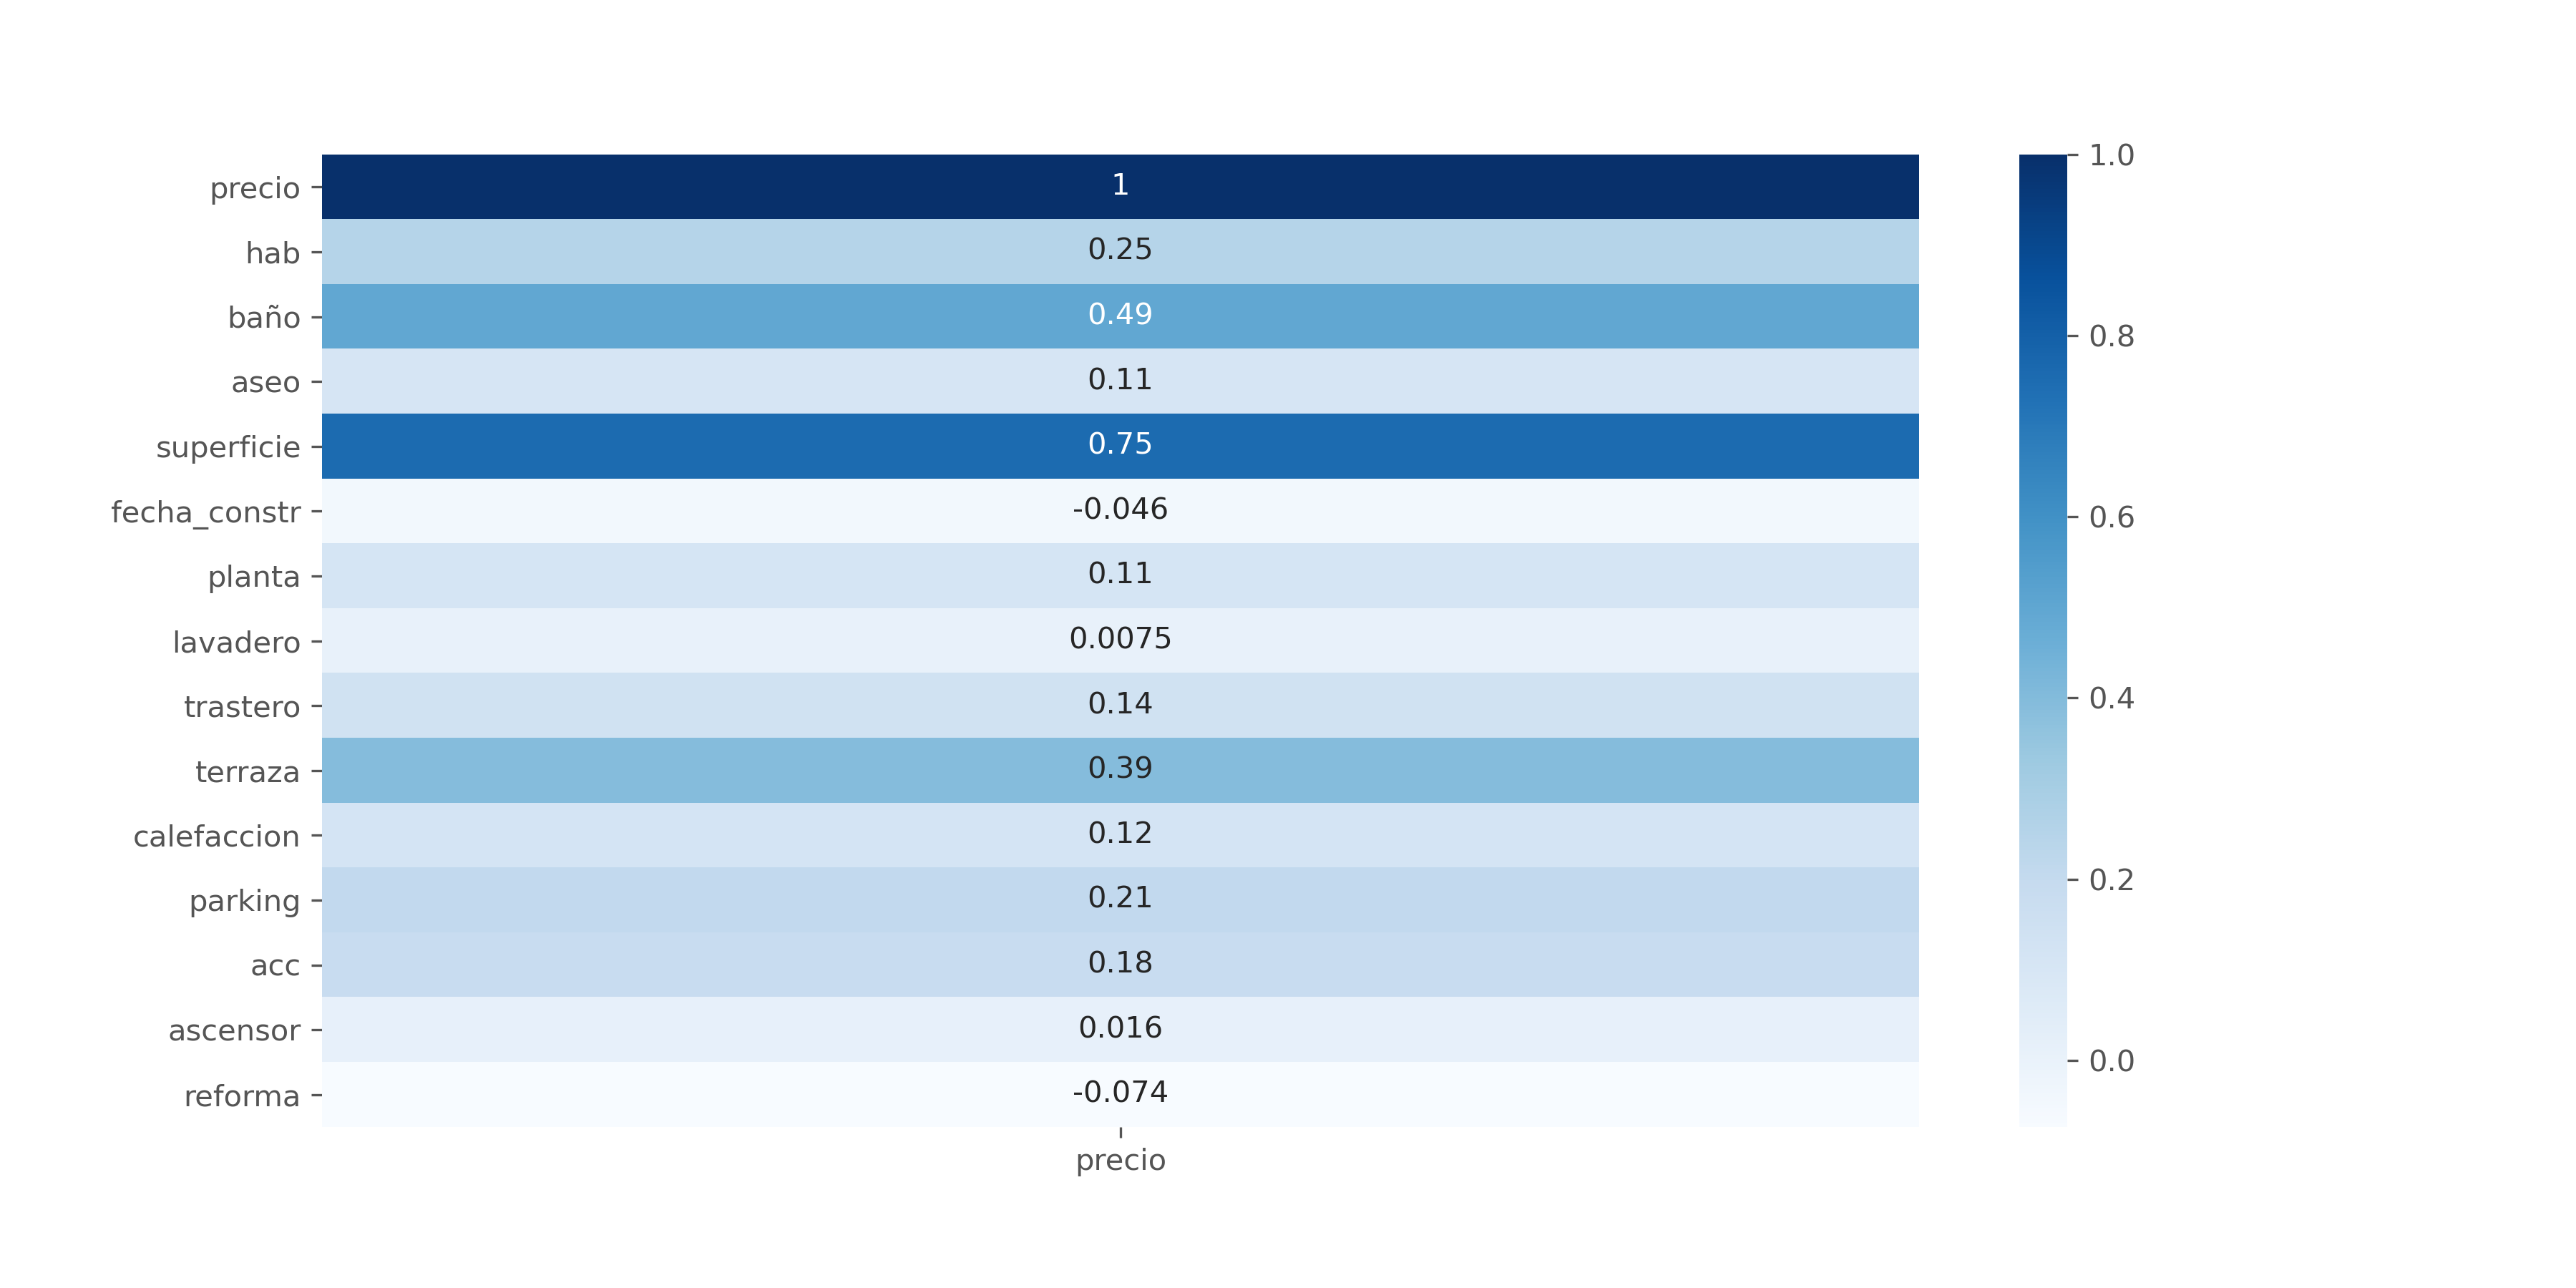 precio 1
hab 0.25
baño 0.49
aseo 0.11
superficie 0.75
fecha_constr -0.046
planta 0.11
lavadero 0.0075
trastero 0.14
terraza 0.39
calefaccion 0.12
parking 0.21
acc 0.18
ascensor 0.016
reforma -0.074
precio
1.0
0.8
0.6
0.4
0.2
0.0